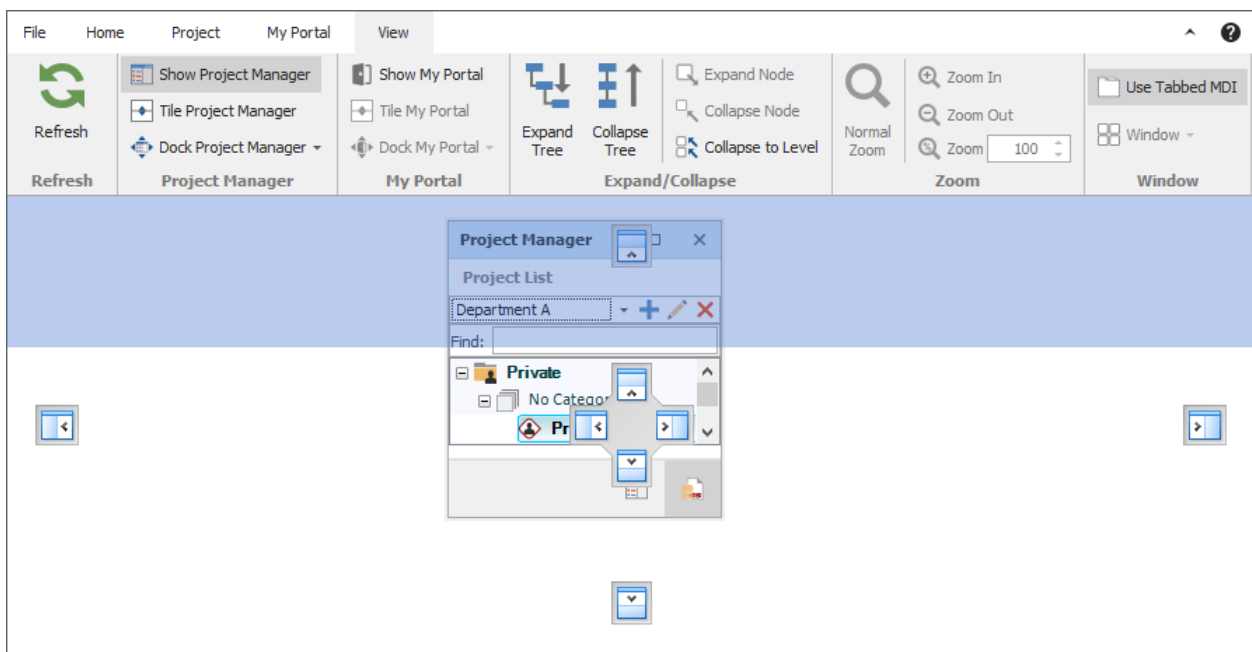 File Home Project My Portal View
Show Project Manager Show My Portal Expand Node Zoom In Use Tabbed MDI
Tile Project Manager Tile My Portal Collapse Node Zoom Out
Refresh Dock Project Manager Dock My Portal Expand Tree Collapse Tree Collapse to Level Normal Zoom Zoom 100 Window
Refresh Project Manager My Portal Expand/Collapse Zoom Window
Project Manager
Project List
Department A
Find:
Private
No Categor
Pr